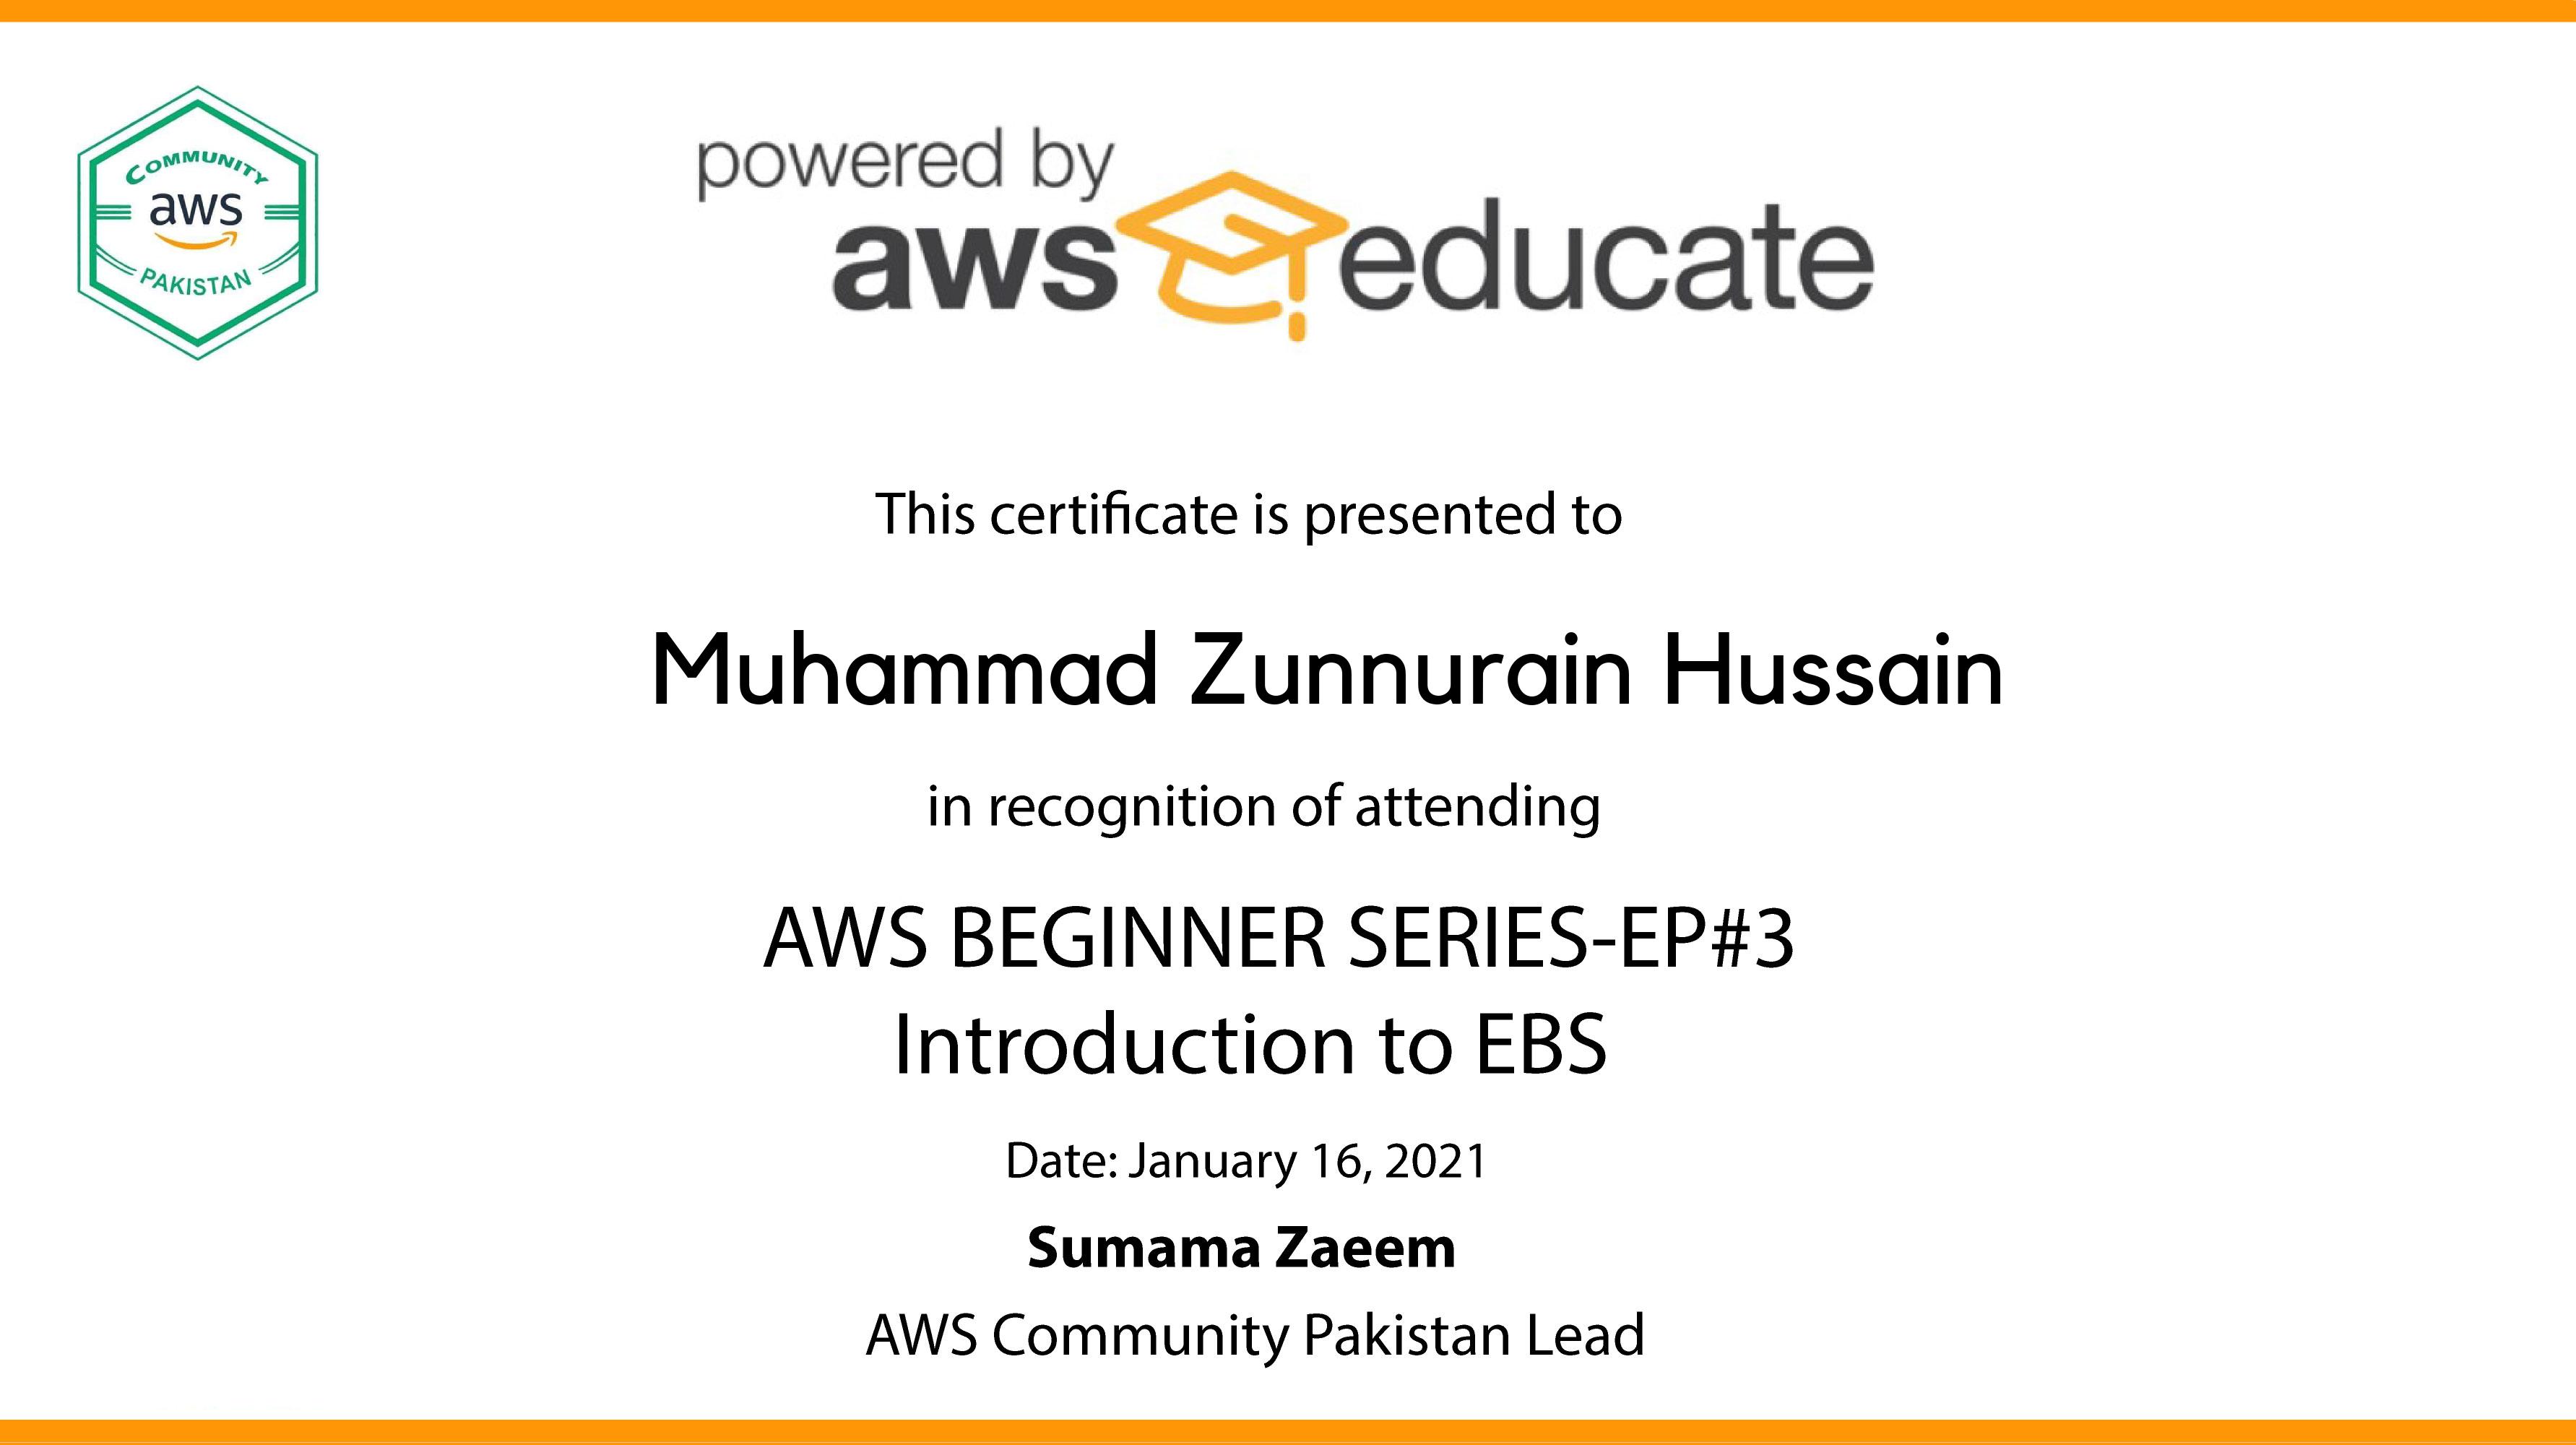 COMMUNITY
aws
PAKISTAN
powered by
aws educate
This certificate is presented to
Muhammad Zunnurain Hussain
in recognition of attending
AWS BEGINNER SERIES-EP#3
Introduction to EBS
Date: January 16, 2021
Sumama Zaeem
AWS Community Pakistan Lead